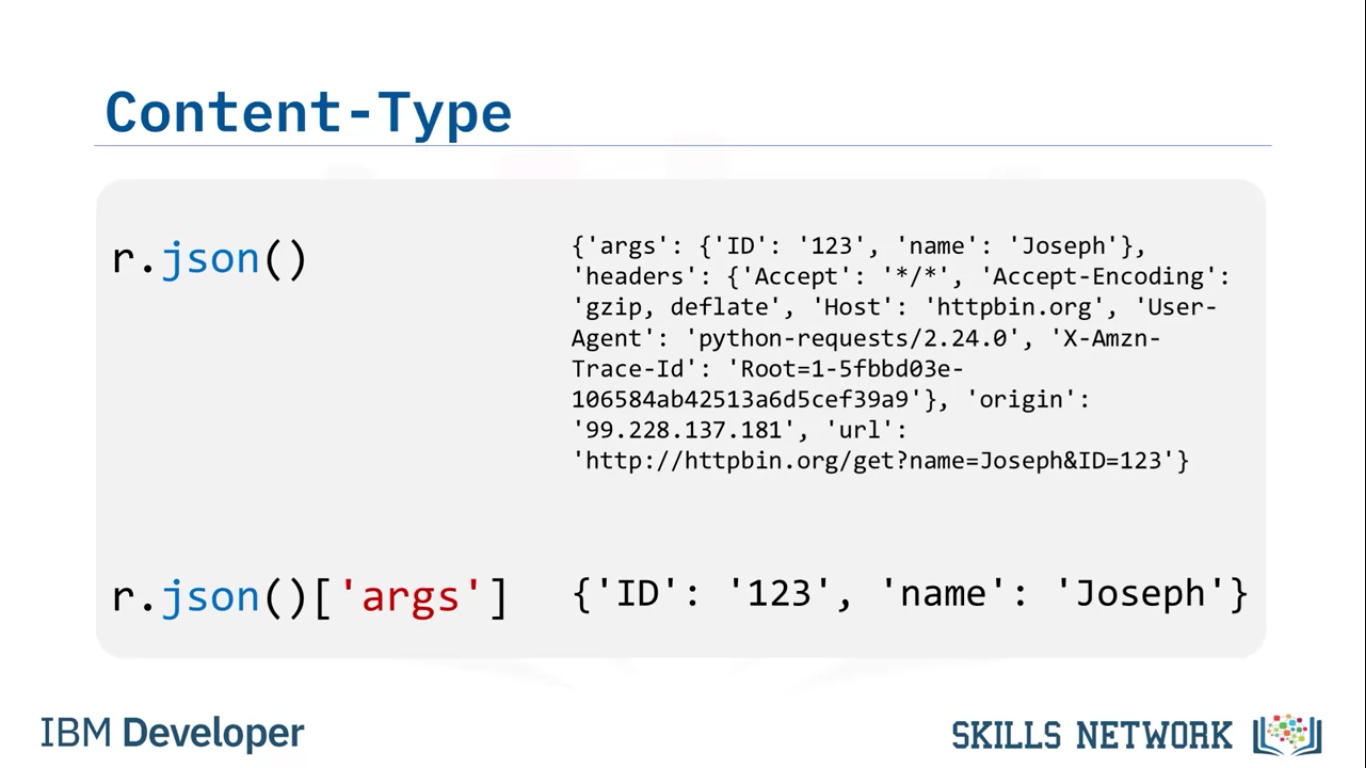 Content-Type
r.json()
{'args': {'ID': '123', 'name': 'Joseph'},
'headers': {'Accept': '*/*', 'Accept-Encoding':
'gzip, deflate', 'Host': 'httpbin.org', 'User-
Agent': 'python-requests/2.24.0', 'X-Amzn-
Trace-Id': 'Root=1-5fbbd03e-
106584ab42513a6d5cef39a9'}, 'origin':
'99.228.137.181', 'url':
'http://httpbin.org/get?name=Joseph&ID=123'}
r.json()['args']
{'ID': '123', 'name': 'Joseph'}
IBM Developer
SKILLS NETWORK